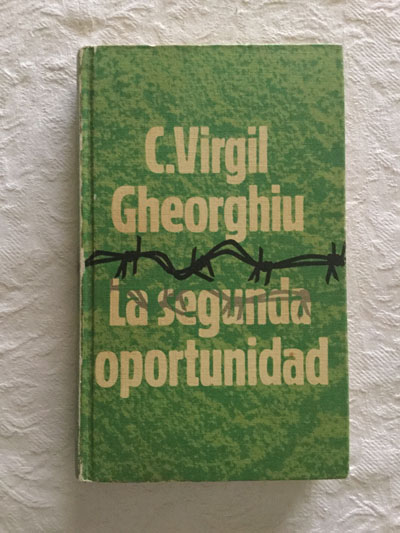 C.Virgil
Gheorghiu
La segunda
oportunidad